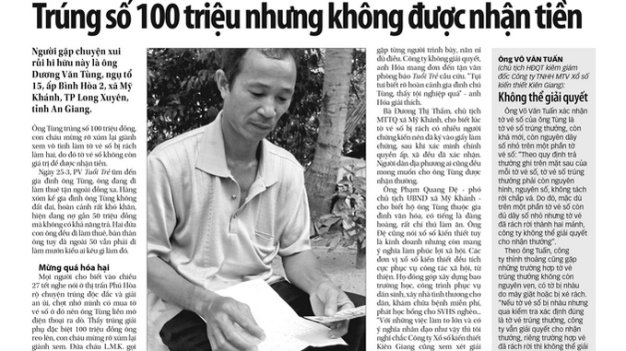 Trúng số 100 triệu nhưng không được nhận tiền
Người gặp chuyện xui
rủi hi hữu này là ông
Dương Văn Tùng, ngụ tổ
15, ấp Bình Hòa 2, xã Mỹ
Khánh, TP Long Xuyên,
tỉnh An Giang.
Ông Tùng trúng số 100 triệu đồng,
con cháu mừng rỡ xúm lại giành
xem và vô tình làm tờ vé số bị rách
làm hai, do đó tờ vé số không còn
giá trị để được nhận tiền.
Ngày 25-3, PV Tuổi Trẻ tìm đến
gia đình ông Tùng, ông đang đi
làm thuê tận ngoài đồng xa. Hàng
xóm kể gia đình ông Tùng không
đất đai, hoàn cảnh rất khó khăn,
hiện đang nợ gần 50 triệu đồng
mà không có khả năng trả. Hai đứa
con ông đều đi làm thuê, bản thân
ông tuy đã ngoài 50 vẫn phải đi
làm mướn kiếm ai kêu gì làm đó.
Mừng quá hóa hại
Mọi người cho biết vào chiều
27 tết nghe nói ở thị trấn Phú Hòa
rộ chuyện trúng độc đắc và giải
an ủi, chợt nhớ mình có mua tờ
vé số ở đó nên ông Tùng liền mở
điện thoại ra dò. Thấy trúng giải
phụ đặc biệt 100 triệu đồng ông
reo lên, con cháu mừng rỡ xúm lại
giành xem. Đứa cháu L.M.K. gọi
gặp từng người trình bày, năn nỉ
đủ điều. Công ty không giải quyết,
anh Hóa mang đơn đến tận văn
phòng báo Tuổi Trẻ cầu cứu. "Tụi
tui biết rõ hoàn cảnh gia đình chú
Tùng, thấy tội nghiệp quá" - anh
Hóa giải thích.
Bà Dương Thị Thắm, chủ tịch
MTTQ xã Mỹ Khánh, cho biết lúc
tờ vé số bị rách có nhiều người
chứng kiến nên đã ký vào giấy làm
chứng, sau khi xác minh chính
quyền ấp, xã đều đã xác nhận.
Người dân địa phương ai cũng đều
mong muốn cho ông Tùng được
nhận thưởng.
Ông Phạm Quang Đệ - phó
chủ tịch UBND xã Mỹ Khánh -
cho biết hộ ông Tùng thuộc gia
đình văn hóa, có tiếng là đàng
hoàng, rất chí thú làm ăn. Ông
Đệ cũng nói xổ số kiến thiết tuy
là kinh doanh nhưng còn mang
ý nghĩa làm phúc lợi xã hội. Các
đơn vị xổ số kiến thiết đều tích
cực phục vụ công tác xã hội, từ
thiện. Họ đóng góp xây dựng bao
trường học, công trình phục vụ
dân sinh, xây nhà tình thương cho
dân, khám chữa bệnh miễn phí,
phát học bổng cho SVHS nghèo...
"Với những việc làm to lớn và có
ý nghĩa nhân đạo như vậy thì tôi
nghĩ chắc Công ty Xổ số kiến thiết
Kiên Giang cũng sẽ xem xét giải
Ông VÕ VĂN TUẤN
(chủ tịch HĐQT kiêm giám
đốc Công ty TNHH MTV Xổ số
kiến thiết Kiên Giang):
Không thể giải quyết
Ông Võ Văn Tuấn xác nhận
tờ vé số của ông Tùng là
tờ vé số trúng thưởng, còn
khá mới, còn nguyên dãy
số nhỏ trên một phần tờ
vé số: "Theo quy định trả
thưởng ghi trên mặt sau của
mỗi tờ vé số, tờ vé số trúng
thưởng phải còn nguyên
hình, nguyên số, không tách
rời chắp vá. Do đó, mặc dù
trên một phần tờ vé số còn
đủ dãy số nhỏ nhưng tờ vé số
đã rách rời thành hai mảnh,
công ty không thể giải quyết
cho nhận thưởng".
Theo ông Tuấn, công
ty thỉnh thoảng cũng gặp
những trường hợp tờ vé
trúng thưởng không còn
nguyên vẹn, có tờ bị nhàu
do máy giặt hoặc bị xé rách.
"Nếu tờ vé số bị nhàu nhưng
qua kiểm tra xác định đúng
là tờ vé trúng thưởng, công
ty vẫn giải quyết cho nhận
thưởng, riêng trường hợp vé
đã rách rời thì không thể giải